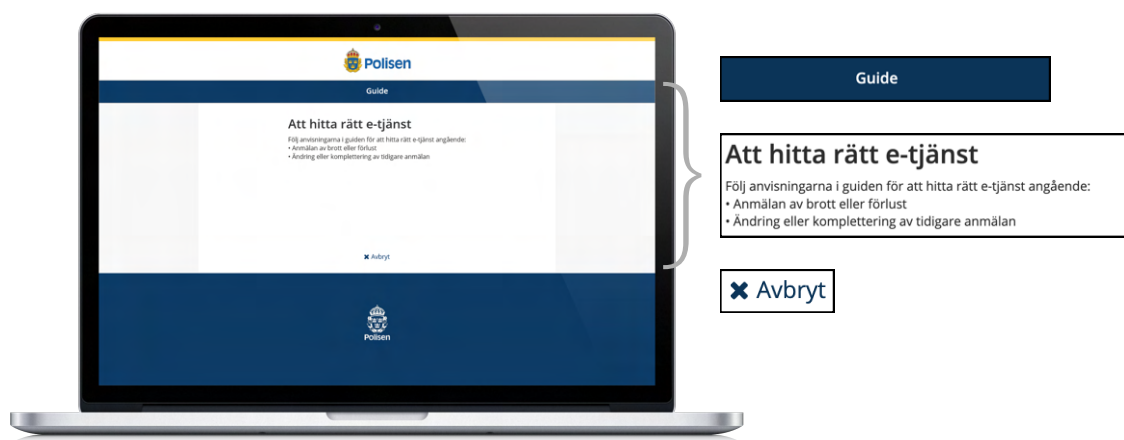 Polisen
Guide
Att hitta rätt e-tjänst
Följ anvisningarna i guiden för att hitta rätt e-tjänst angående:
• Anmälan av brott eller förlust
• Ändring eller komplettering av tidigare anmälan
✖ Avbryt
Polisen
Guide
Att hitta rätt e-tjänst
Följ anvisningarna i guiden för att hitta rätt e-tjänst angående:
• Anmälan av brott eller förlust
• Ändring eller komplettering av tidigare anmälan
✖ Avbryt